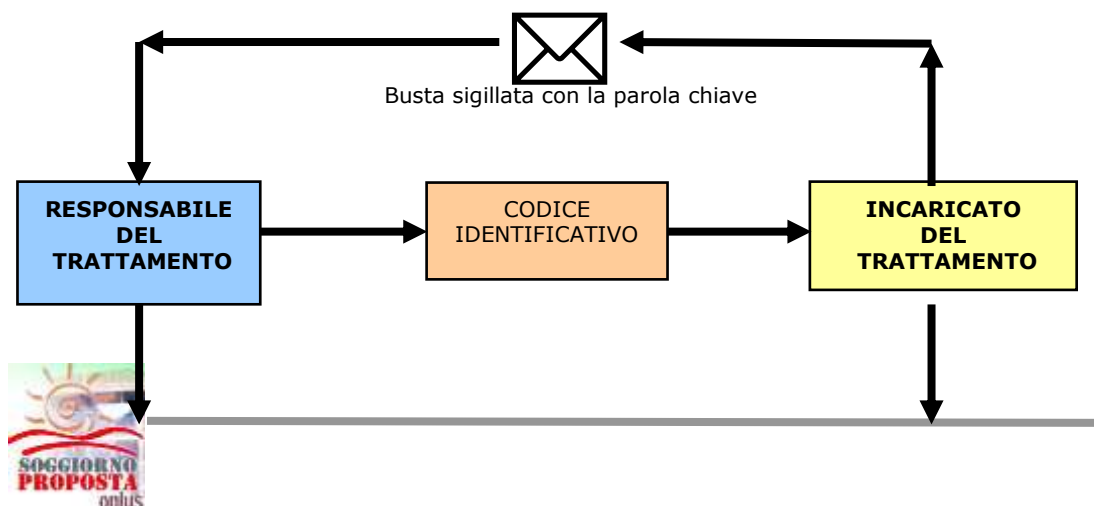 Busta sigillata con la parola chiave
RESPONSABILE
DEL
TRATTAMENTO
CODICE
IDENTIFICATIVO
INCARICATO
DEL
TRATTAMENTO
SOGGIORNO
PROPOSTA
onlus